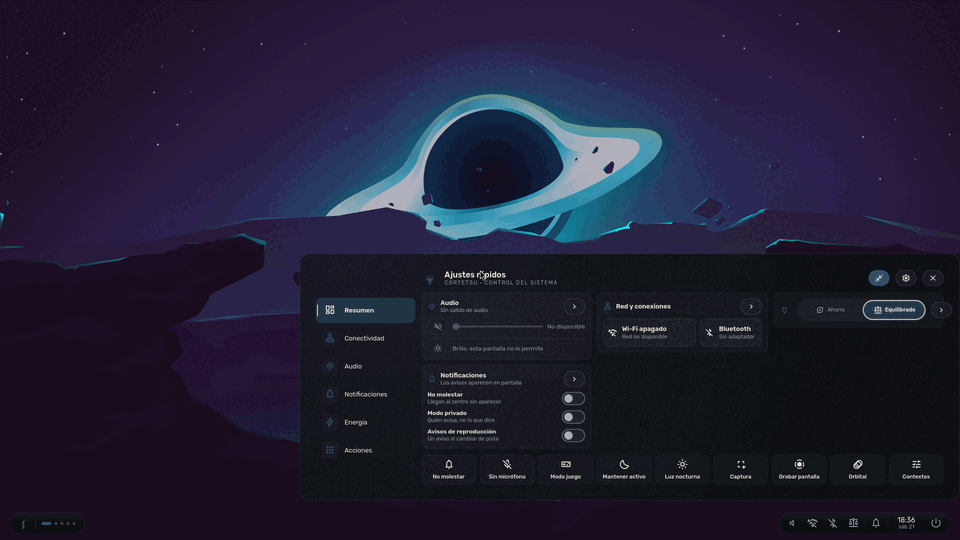 Ajustes rápidos
CORTETSU · CONTROL DEL SISTEMA
Resumen
Conectividad
Audio
Notificaciones
Energía
Acciones
Audio
Sin salida de audio
No disponible
Brillo: esta pantalla no lo permite
Notificaciones
Los avisos aparecen en pantalla
No molestar
Llegan al centro sin aparecer
Modo privado
Quién avisa, no lo que dice
Avisos de reproducción
Un aviso al cambiar de pista
Red y conexiones
Wi-Fi apagado
Red no disponible
Bluetooth
Sin adaptador
Ahorro
Equilibrado
No molestar
Sin micrófono
Modo juego
Mantener activo
Luz nocturna
Captura
Grabar pantalla
Orbital
Contextos
18:36
sáb 21